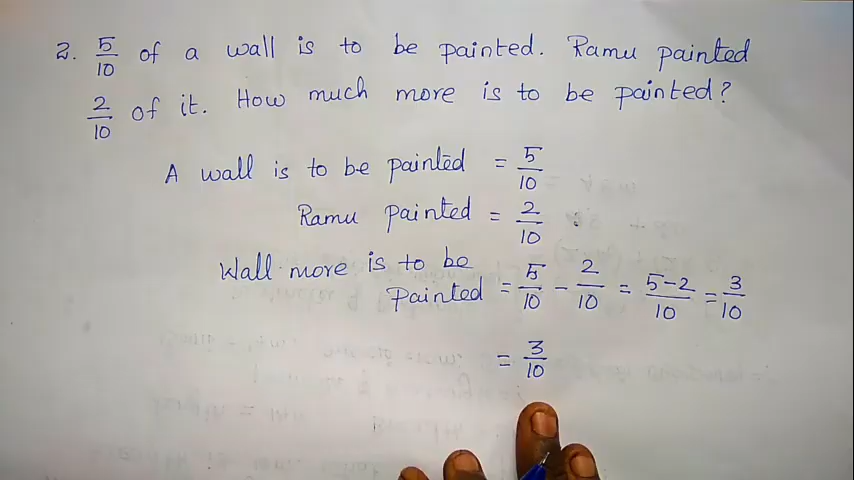 2. 5/10 of a wall is to be painted. Ramu painted
2/10 of it. How much more is to be painted?
A wall is to be painted = 5/10
Ramu painted = 2/10
Wall more is to be
Painted = 5/10 - 2/10 = 5-2/10 = 3/10
= 3/10